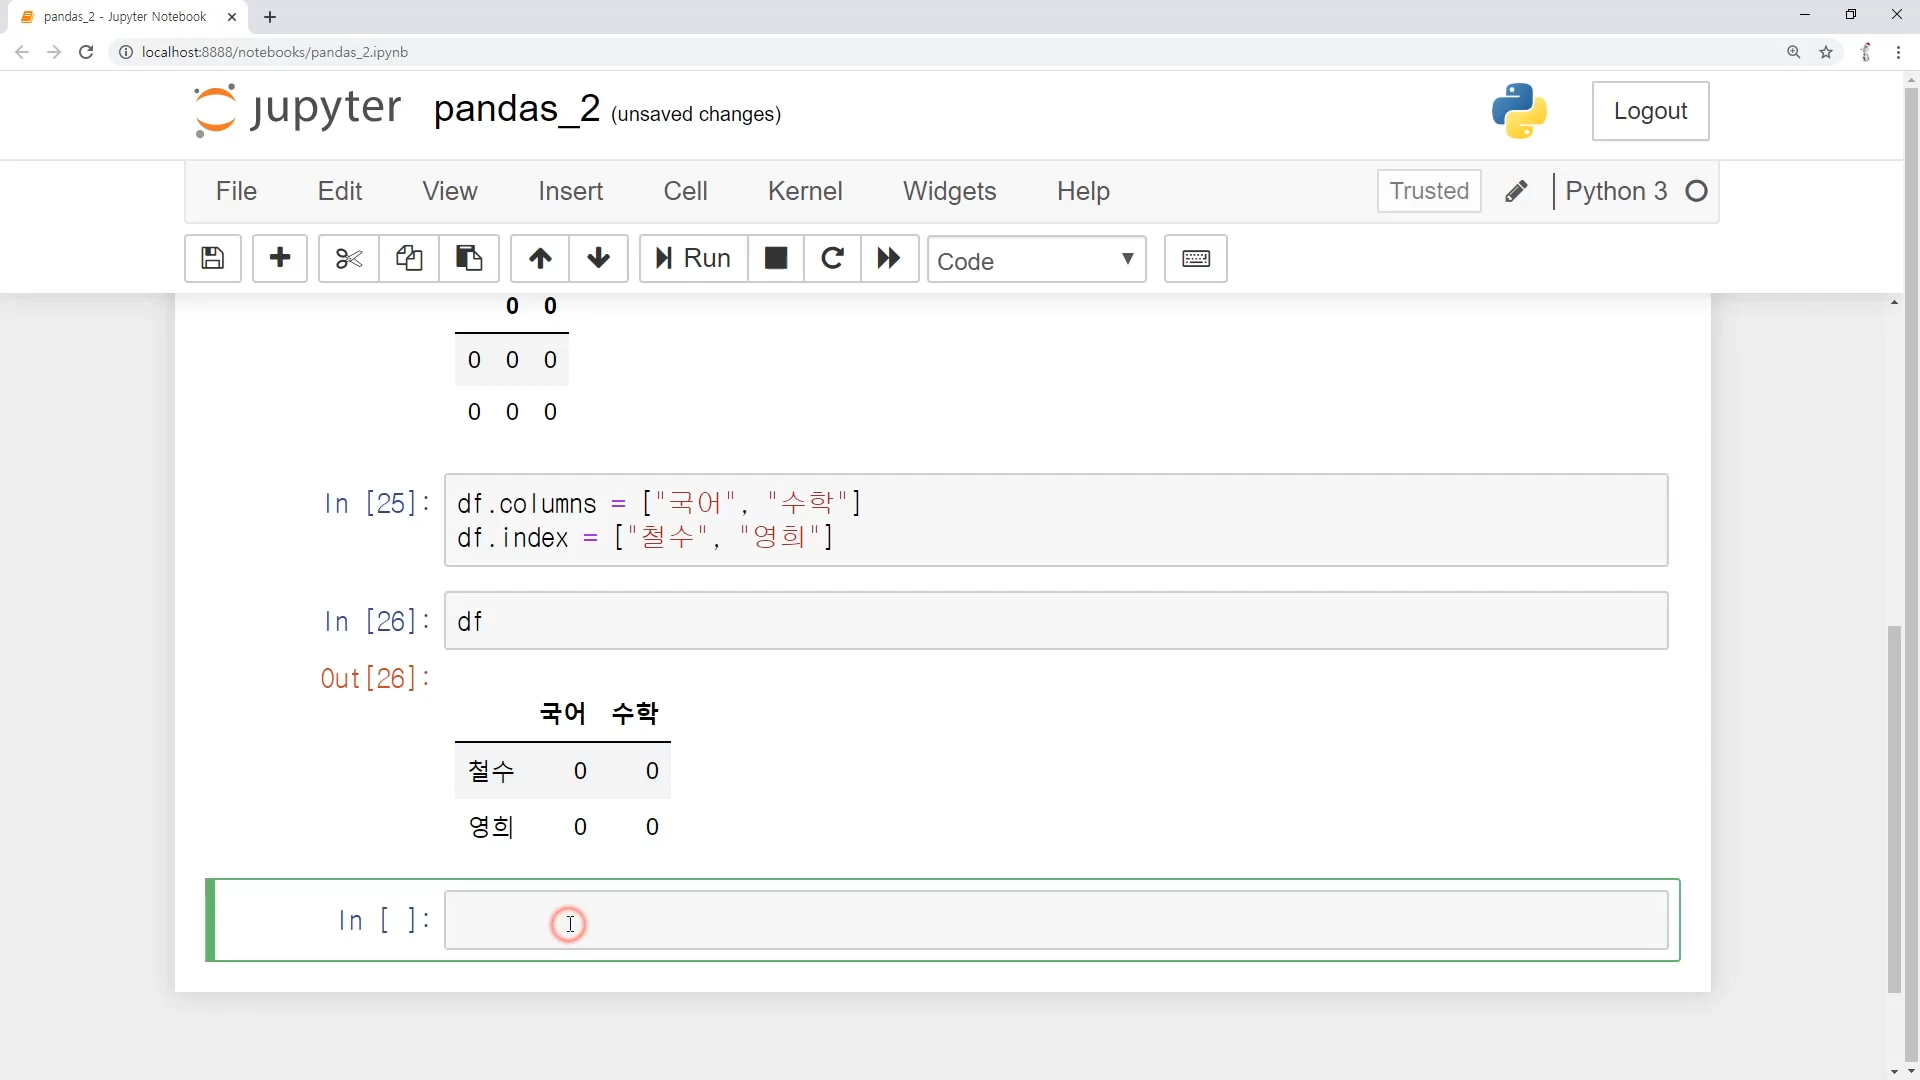 pandas_2 - Jupyter Notebook
localhost:8888/notebooks/pandas_2.ipynb
jupyter pandas_2 (unsaved changes)
Logout
File Edit View Insert Cell Kernel Widgets Help Trusted Python 3
Run Code
0 0
0 0 0
0 0 0
In [25]: df.columns = ["국어", "수학"]
df.index = ["철수", "영희"]
In [26]: df
Out[26]:
국어 수학
철수 0 0
영희 0 0
In [ ]: